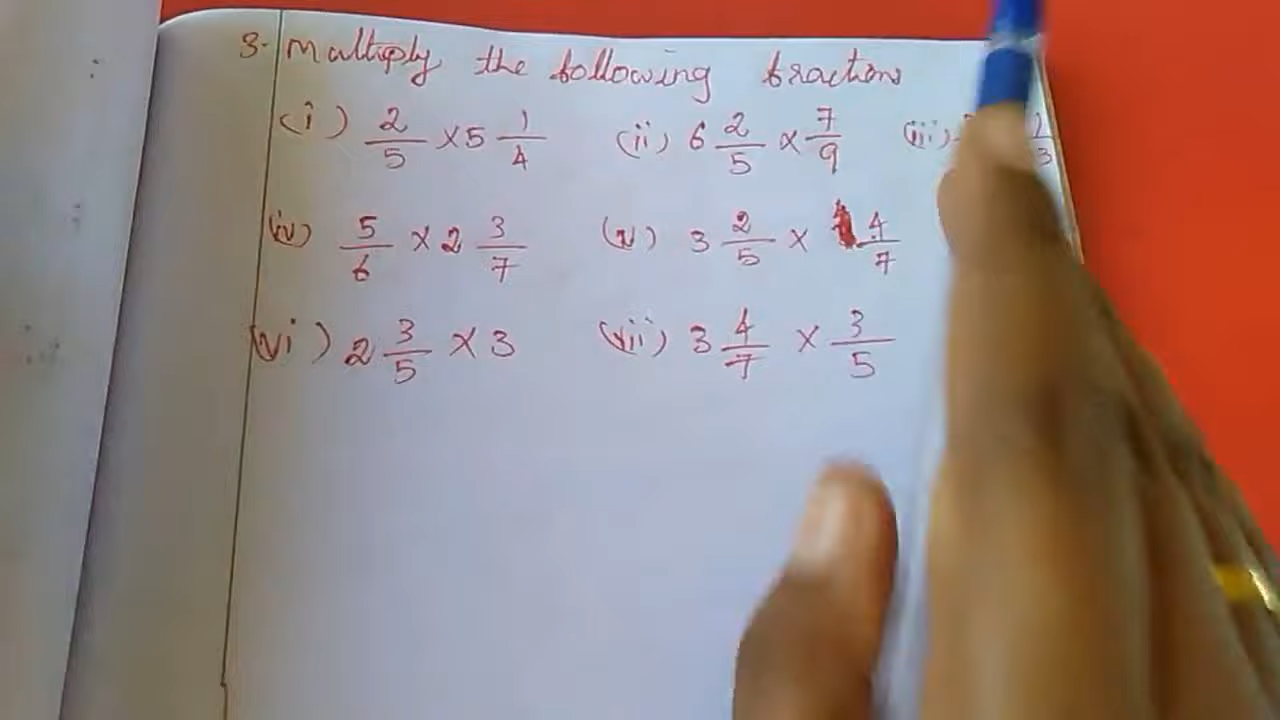 3. Multiply the following fractions
(i) 2/5 × 5 1/4 (ii) 6 2/5 × 7/9 (iii) 1/3
(iv) 5/6 × 2 3/7 (v) 3 2/5 × 4/7
(vi) 2 3/5 × 3 (vii) 3 4/7 × 3/5